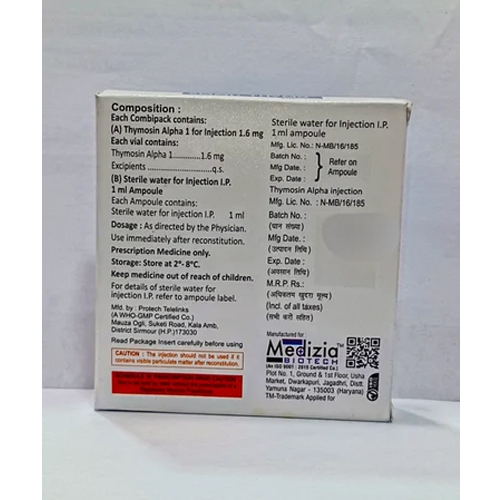 Composition :
Each Combipack contains:
(A) Thymosin Alpha 1 for Injection 1.6 mg
Each vial contains:
Thymosin Alpha 1............1.6 mg
Excipients .......................q.s.
(B) Sterile water for Injection I.P.
1 ml Ampoule
Each Ampoule contains:
Sterile water for injection I.P. 1 ml
Dosage : As directed by the Physician.
Use immediately after reconstitution.
Prescription Medicine only.
Storage: Store at 2°- 8°C.
Keep medicine out of reach of children.
For details of sterile water for
injection I.P. refer to ampoule label.
Mfd. by : Protech Telelinks
(A WHO-GMP Certified Co.)
Mauza Ogli, Suketi Road, Kala Amb,
District Sirmour (H.P.)173030
Read Package Insert carefully before using
CAUTION : The injection should not be used if it
contains visible particulate matter after reconstitution.
Sterile water for Injection I.P.
1 ml ampoule
Mfg. Lic. No.: N-MB/16/185
Batch No. :
Mfg Date. :
Exp. Date :
Refer on
Ampoule
Thymosin Alpha injection
MFG. Lic. No. : N-MB/16/185
Batch No. :
(घान संख्या)
Mfg Date. :
(उत्पादन तिथि)
Exp. Date. :
(अवसान तिथि)
M.R.P. Rs.:
(अधिकतम खुदरा मूल्य)
(Incl. of all taxes)
(सभी करों सहित)
Manufactured for
Medizia™
BIOTECH
(An ISO 9001 : 2015 Certified Co.)
Plot No. 1, Ground & 1st Floor, Usha
Market, Dwarkapuri, Jagadhri, Distt.
Yamuna Nagar - 135003 (Haryana)
TM-Trademark Applied for